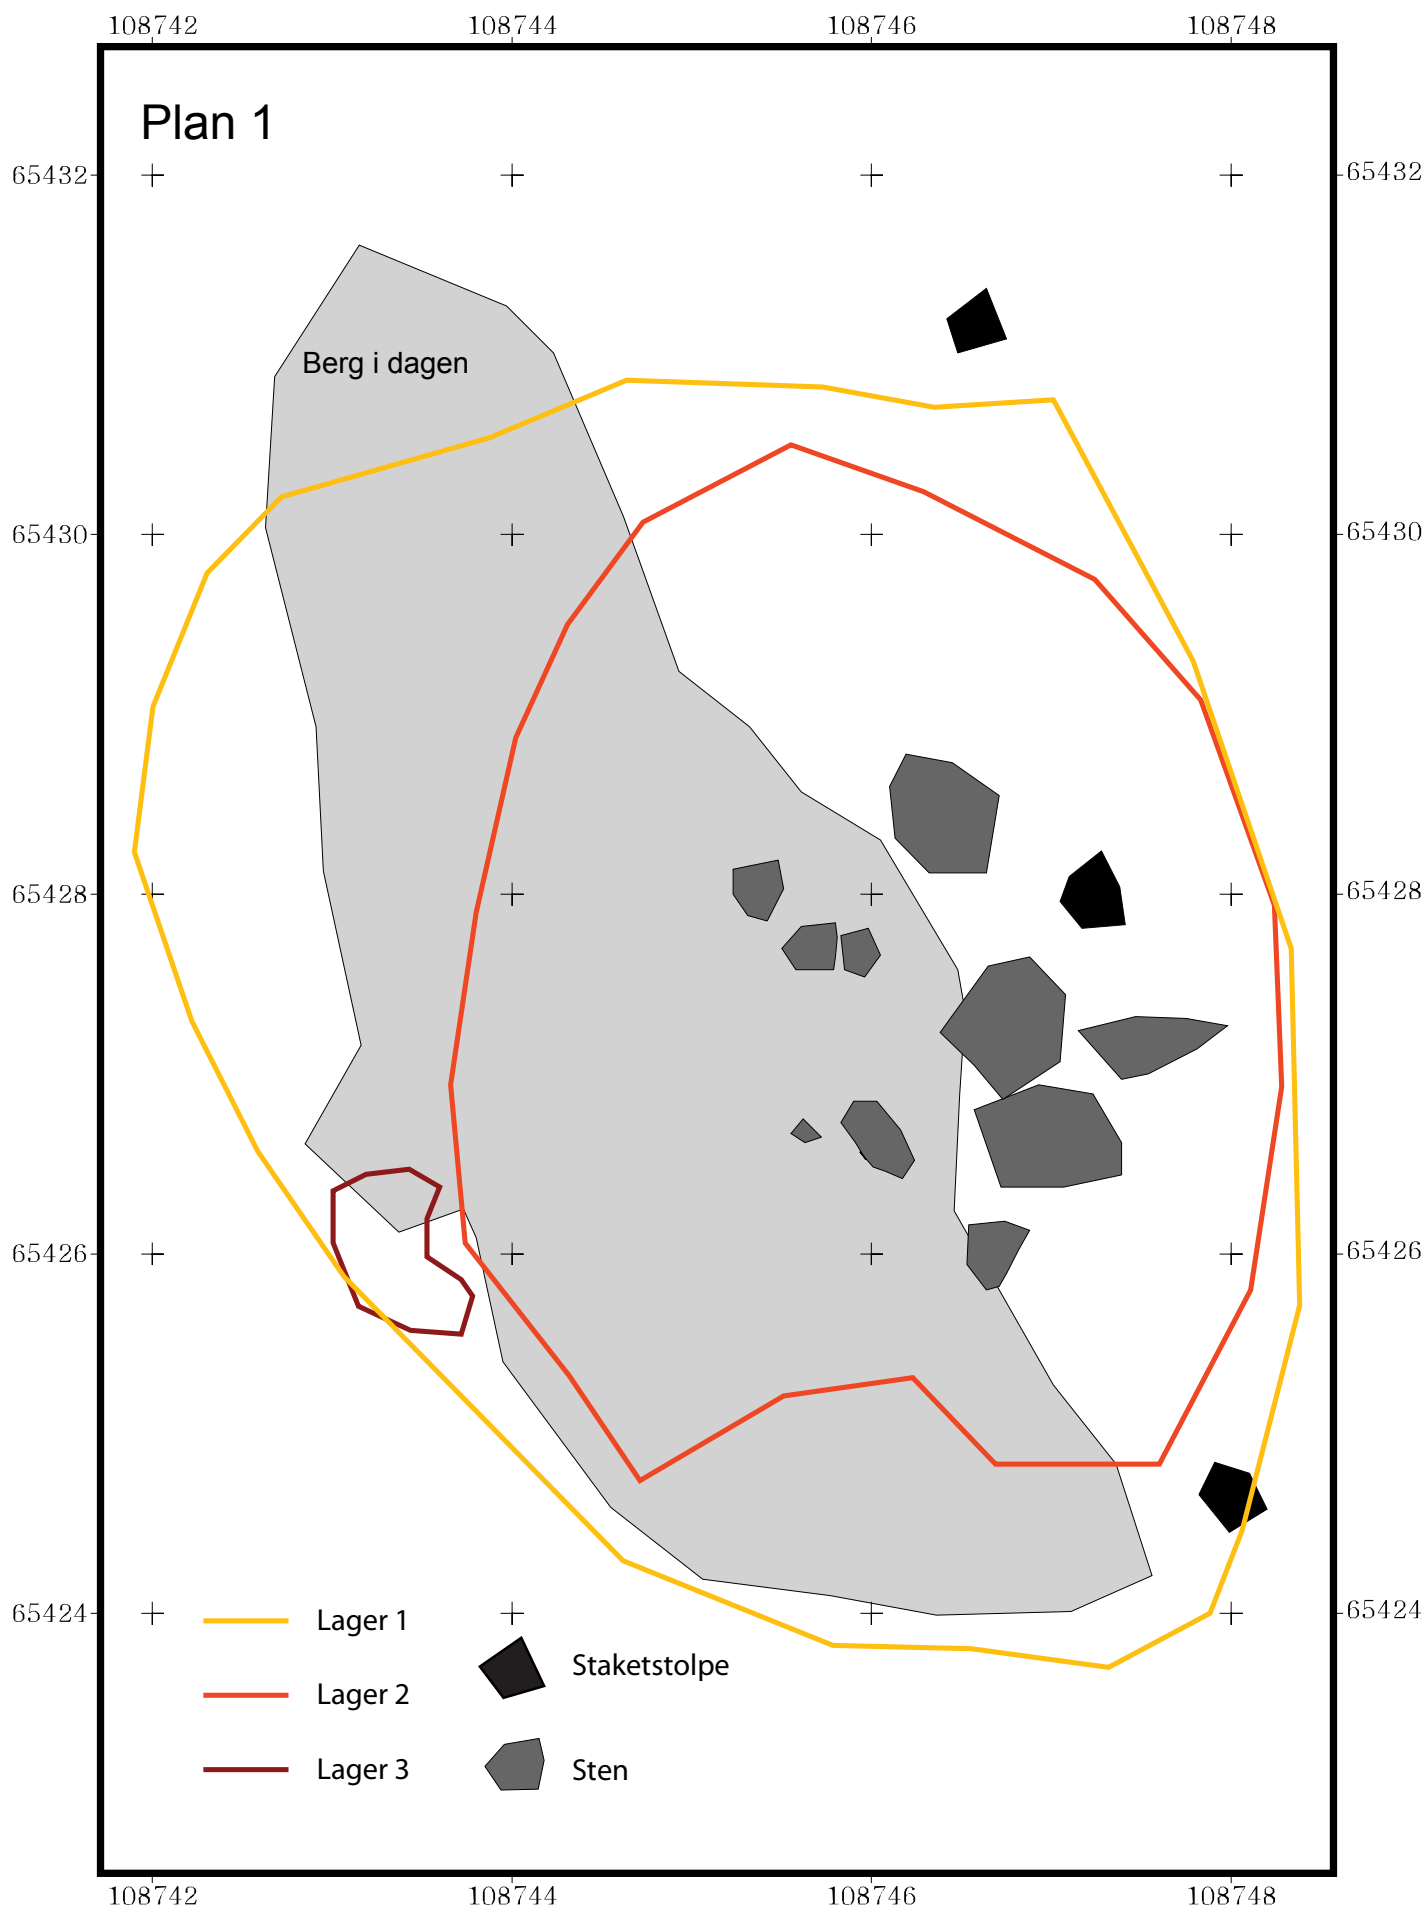 108742 108744 108746 108748
Plan 1
65432 65432
Berg i dagen
65430 65430
65428 65428
65426 65426
65424 65424
Lager 1
Staketstolpe
Lager 2
Lager 3
Sten
108742 108744 108746 108748